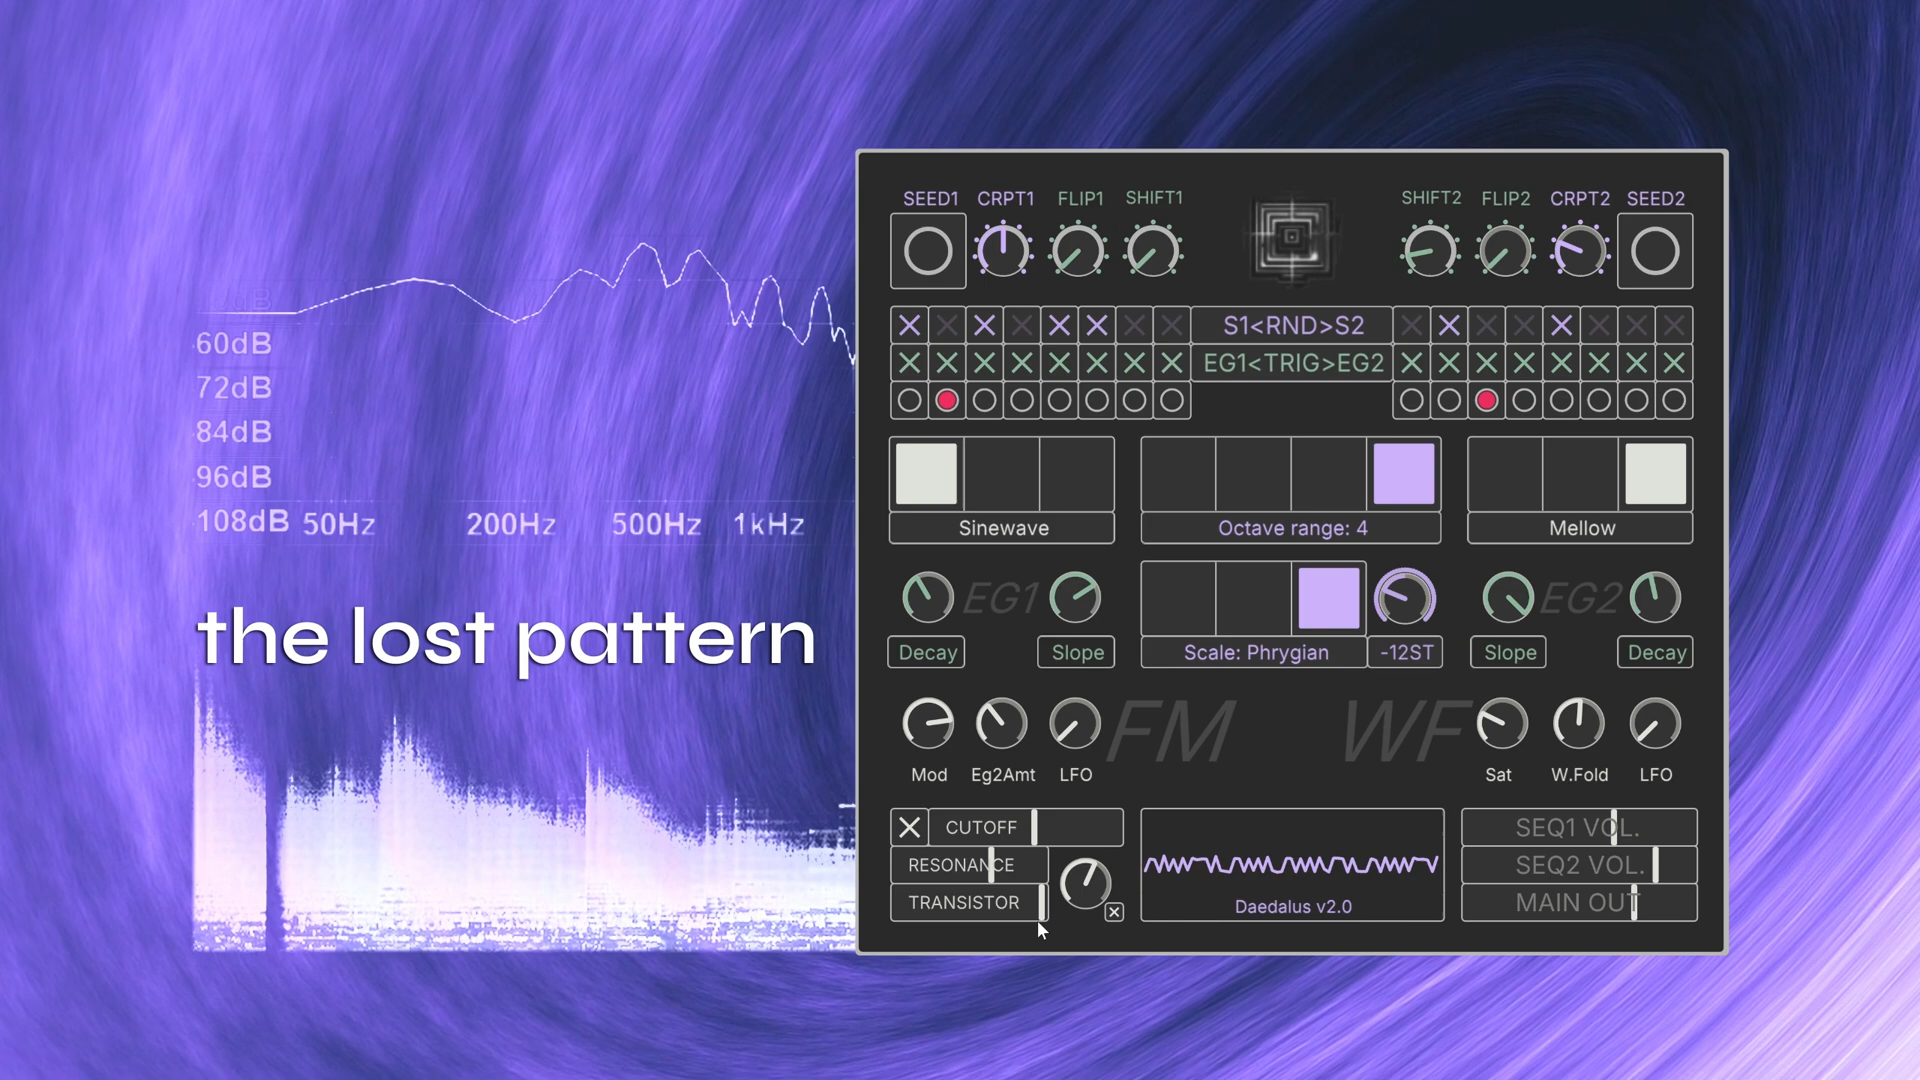 SEED1 CRPT1 FLIP1 SHIFT1
SHIFT2 FLIP2 CRPT2 SEED2
S1<RND>S2
EG1<TRIG>EG2
-60dB
-72dB
-84dB
-96dB
-108dB 50Hz 200Hz 500Hz 1kHz
Sinewave
Octave range: 4
Mellow
EG1
EG2
the lost pattern
Decay
Slope
Scale: Phrygian
-12ST
Slope
Decay
FM
WF
Mod Eg2Amt LFO
Sat W.Fold LFO
CUTOFF
RESONANCE
TRANSISTOR
Daedalus v2.0
SEQ1 VOL.
SEQ2 VOL.
MAIN OUT